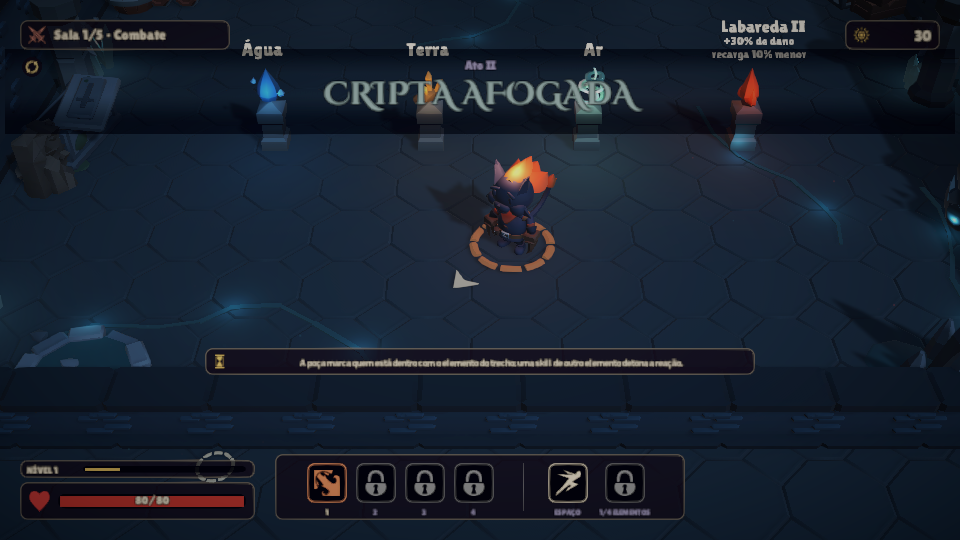 Sala 1/5 - Combate
Água
Terra
Ar
Labareda II
+30% de dano
recarga 10% menor
30
Ato II
CRIPTA AFOGADA
A poça marca quem está dentro com o elemento do trecho; uma skill de outro elemento detona a reação.
NÍVEL 1
80/80
1
2
3
4
ESPAÇO
1/4 ELEMENTOS